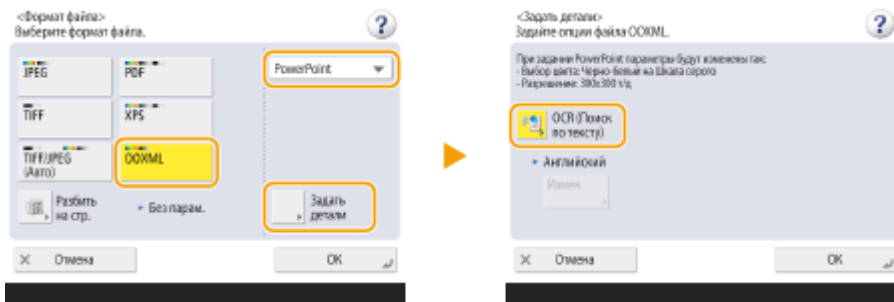 <Формат файла>
Выберите формат файла.
JPEG
PDF
PowerPoint
TIFF
XPS
TIFF/JPEG
(Авто)
OOXML
Разбить
на стр.
Без парам.
Задать
детали
Отмена
OK
<Задать детали>
Задайте опции файла OOXML.
При задании PowerPoint параметры будут изменены так:
- Выбор цвета: Черно-белый на Шкала серого
- Разрешение: 300x300 т/д
OCR (Поиск
по тексту)
Английский
Измен.
Отмена
OK